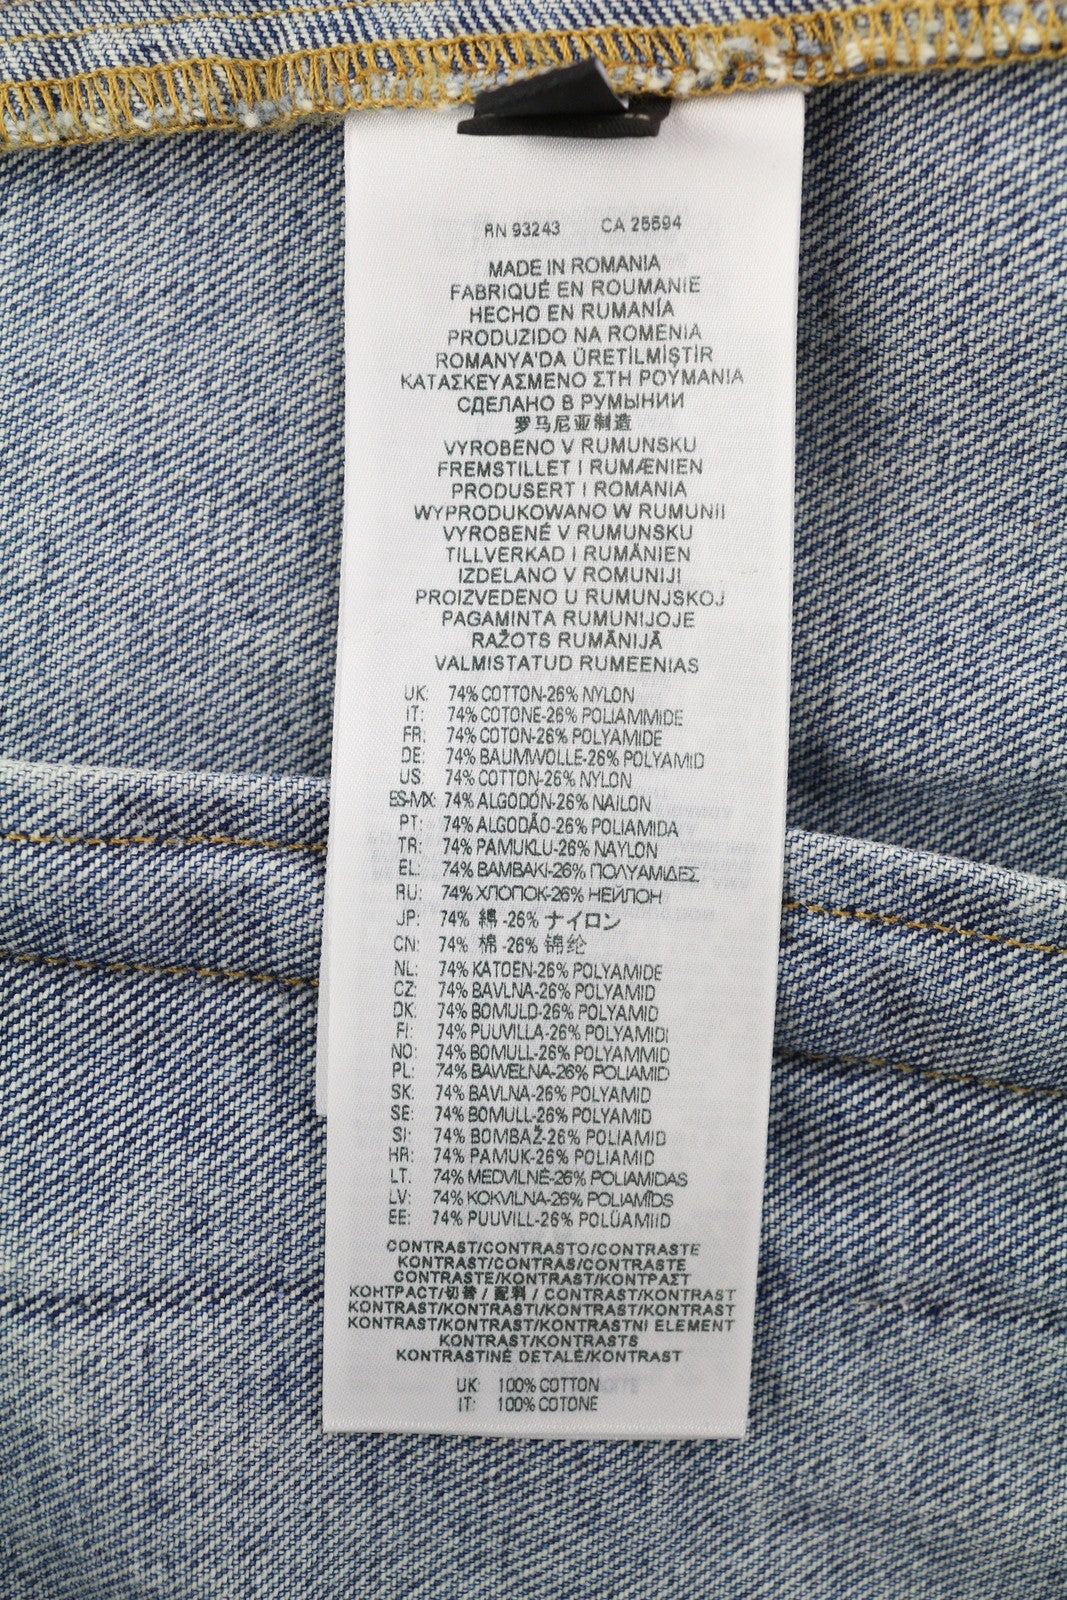 RN 93243 CA 25594
MADE IN ROMANIA
FABRIQUÉ EN ROUMANIE
HECHO EN RUMANÍA
PRODUZIDO NA ROMENIA
ROMANYA'DA ÜRETİLMİŞTİR
ΚΑΤΑΣΚΕΥΑΣΜΕΝΟ ΣΤΗ ΡΟΥΜΑΝΙΑ
СДЕЛАНО В РУМЫНИИ
罗马尼亚制造
VYROBENO V RUMUNSKU
FREMSTILLET I RUMÆNIEN
PRODUSERT I ROMANIA
WYPRODUKOWANO W RUMUNII
VYROBENÉ V RUMUNSKU
TILLVERKAD I RUMÄNIEN
IZDELANO V ROMUNIJI
PROIZVEDENO U RUMUNJSKOJ
PAGAMINTA RUMUNIJOJE
RAŽOTS RUMĀNIJĀ
VALMISTATUD RUMEENIAS
UK: 74% COTTON-26% NYLON
IT: 74% COTONE-26% POLIAMMIDE
FR: 74% COTON-26% POLYAMIDE
DE: 74% BAUMWOLLE-26% POLYAMID
US: 74% COTTON-26% NYLON
ES-MX: 74% ALGODÓN-26% NAILON
PT: 74% ALGODÃO-26% POLIAMIDA
TR: 74% PAMUKLU-26% NAYLON
EL: 74% ΒΑΜΒΑΚΙ-26% ΠΟΛΥΑΜΙΔΕΣ
RU: 74% ХЛОПОК-26% НЕЙЛОН
JP: 74% 綿 -26% ナイロン
CN: 74% 棉 -26% 锦纶
NL: 74% KATOEN-26% POLYAMIDE
CZ: 74% BAVLNA-26% POLYAMID
DK: 74% BOMULD-26% POLYAMID
FI: 74% PUUVILLA-26% POLYAMIDI
NO: 74% BOMULL-26% POLYAMMID
PL: 74% BAWEŁNA-26% POLIAMID
SK: 74% BAVLNA-26% POLYAMID
SE: 74% BOMULL-26% POLYAMID
SI: 74% BOMBAŽ-26% POLIAMID
HR: 74% PAMUK-26% POLIAMID
LT: 74% MEDVILNĖ-26% POLIAMIDAS
LV: 74% KOKVILNA-26% POLIAMĪDS
EE: 74% PUUVILL-26% POLÜAMIID
CONTRAST/CONTRASTO/CONTRASTE
KONTRAST/CONTRAS/CONTRASTE
CONTRASTE/KONTRAST/ΚΟΝΤΡΑΣΤ
КОНТРАСТ/切替 / 配料 / CONTRAST/KONTRAST
KONTRAST/KONTRASTI/KONTRAST/KONTRAST
KONTRAST/KONTRAST/KONTRASTNI ELEMENT
KONTRAST/KONTRASTS
KONTRASTINĖ DETALĖ/KONTRAST
UK: 100% COTTON
IT: 100% COTONE